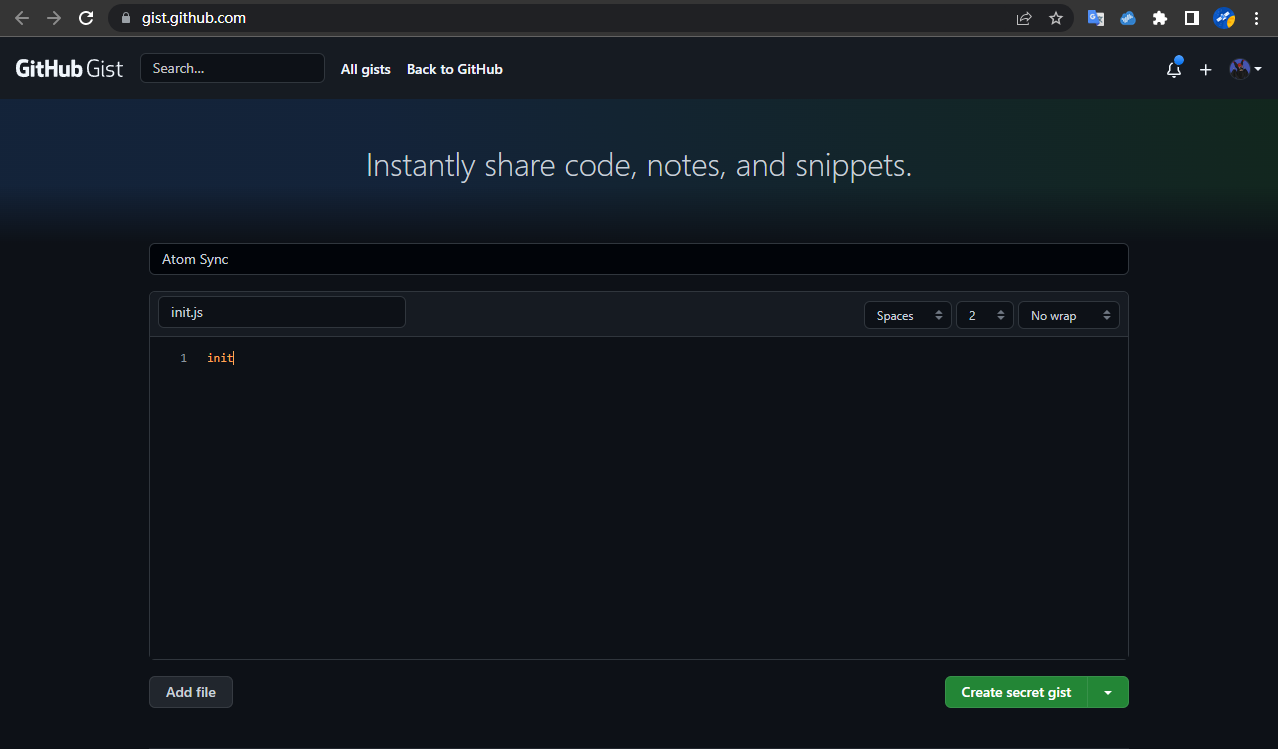 gist.github.com
GitHub Gist Search... All gists Back to GitHub
Instantly share code, notes, and snippets.
Atom Sync
init.js Spaces 2 No wrap
1 init
Add file Create secret gist